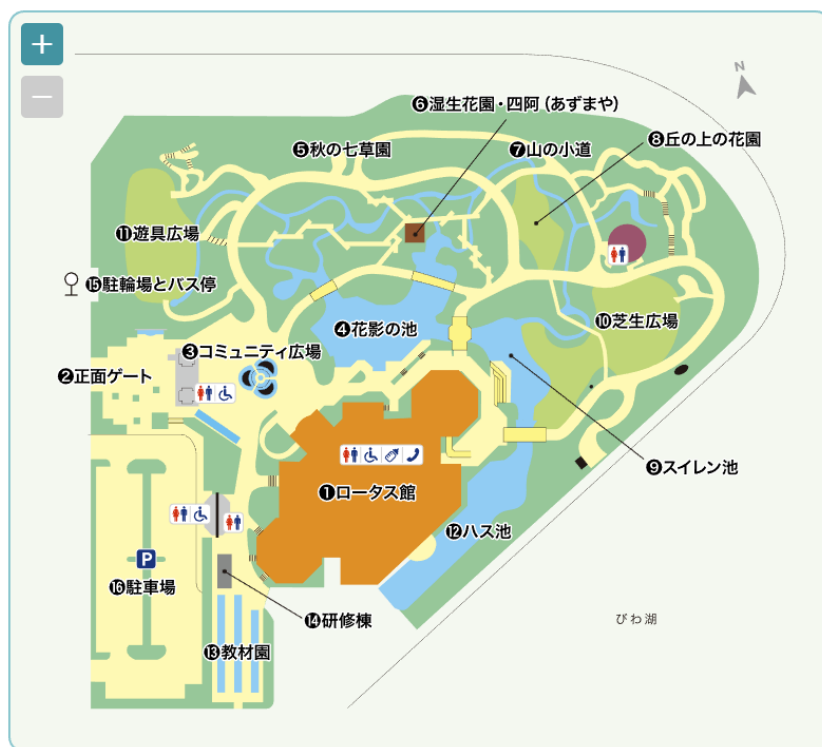 +
−
N
❻湿生花園・四阿(あずまや)
❺秋の七草園
❼山の小道
❽丘の上の花園
⓫遊具広場
⓯駐輪場とバス停
❹花影の池
❿芝生広場
❸コミュニティ広場
❷正面ゲート
❾スイレン池
❶ロータス館
⓬ハス池
P
⓰駐車場
⓮研修棟
びわ湖
⓭教材園